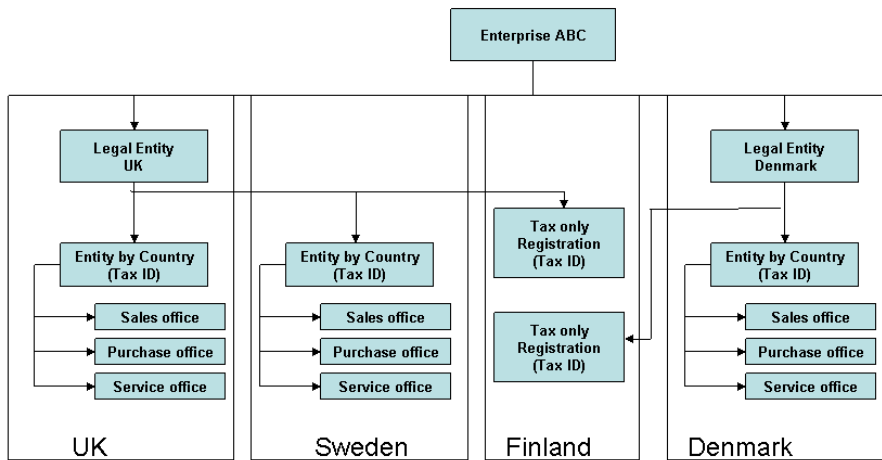 Enterprise ABC
Legal Entity
UK
Legal Entity
Denmark
Tax only
Registration
(Tax ID)
Entity by Country
(Tax ID)
Entity by Country
(Tax ID)
Entity by Country
(Tax ID)
Sales office
Sales office
Tax only
Registration
(Tax ID)
Sales office
Purchase office
Purchase office
Purchase office
Service office
Service office
Service office
UK
Sweden
Finland
Denmark